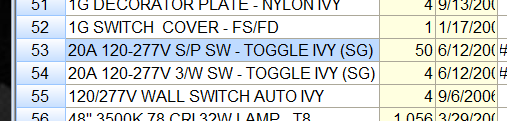 51 1G DECORATOR PLATE - NYLON IVY 4 9/13/200
52 1G SWITCH COVER - FS/FD 1 1/17/200
53 20A 120-277V S/P SW - TOGGLE IVY (SG) 50 6/12/200 #
54 20A 120-277V 3/W SW - TOGGLE IVY (SG) 4 6/12/200 #
55 120/277V WALL SWITCH AUTO IVY 4 9/6/2006
56 48" 3500K 78 CRI 32W LAMP - T8 1,056 3/29/200